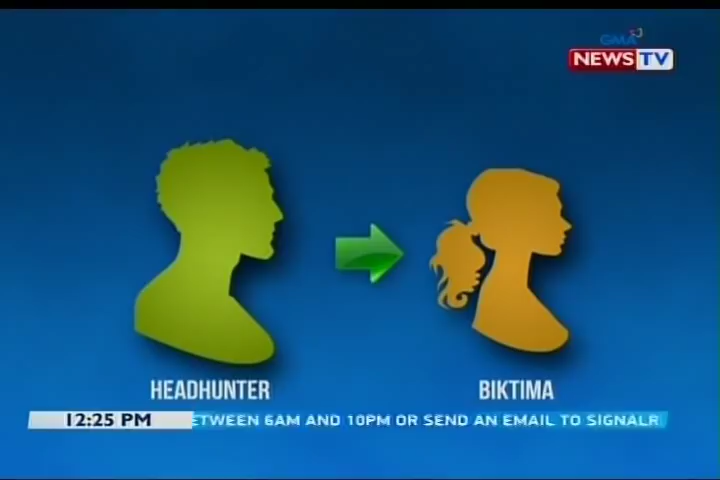 GMA
NEWS TV
HEADHUNTER
BIKTIMA
12:25 PM
ETWEEN 6AM AND 10PM OR SEND AN EMAIL TO SIGNALR